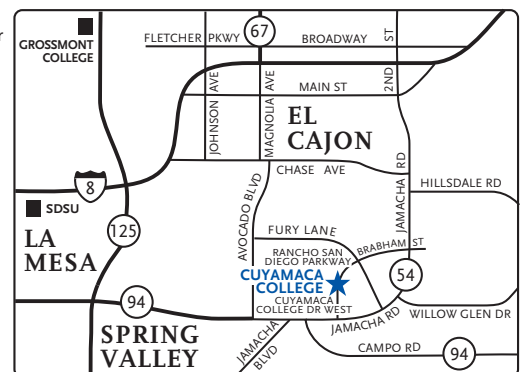 r
GROSSMONT
COLLEGE
FLETCHER PKWY
67
BROADWAY
2ND ST
MAIN ST
JOHNSON AVE
MAGNOLIA AVE
EL
CAJON
CHASE AVE
8
SDSU
HILLSDALE RD
JAMACHA RD
LA
MESA
125
AVOCADO BLVD
FURY LANE
BRABHAM ST
RANCHO SAN
DIEGO PARKWAY
CUYAMACA
COLLEGE
54
CUYAMACA
COLLEGE DR WEST
94
WILLOW GLEN DR
JAMACHA RD
SPRING
VALLEY
JAMACHA
BLVD
CAMPO RD
94